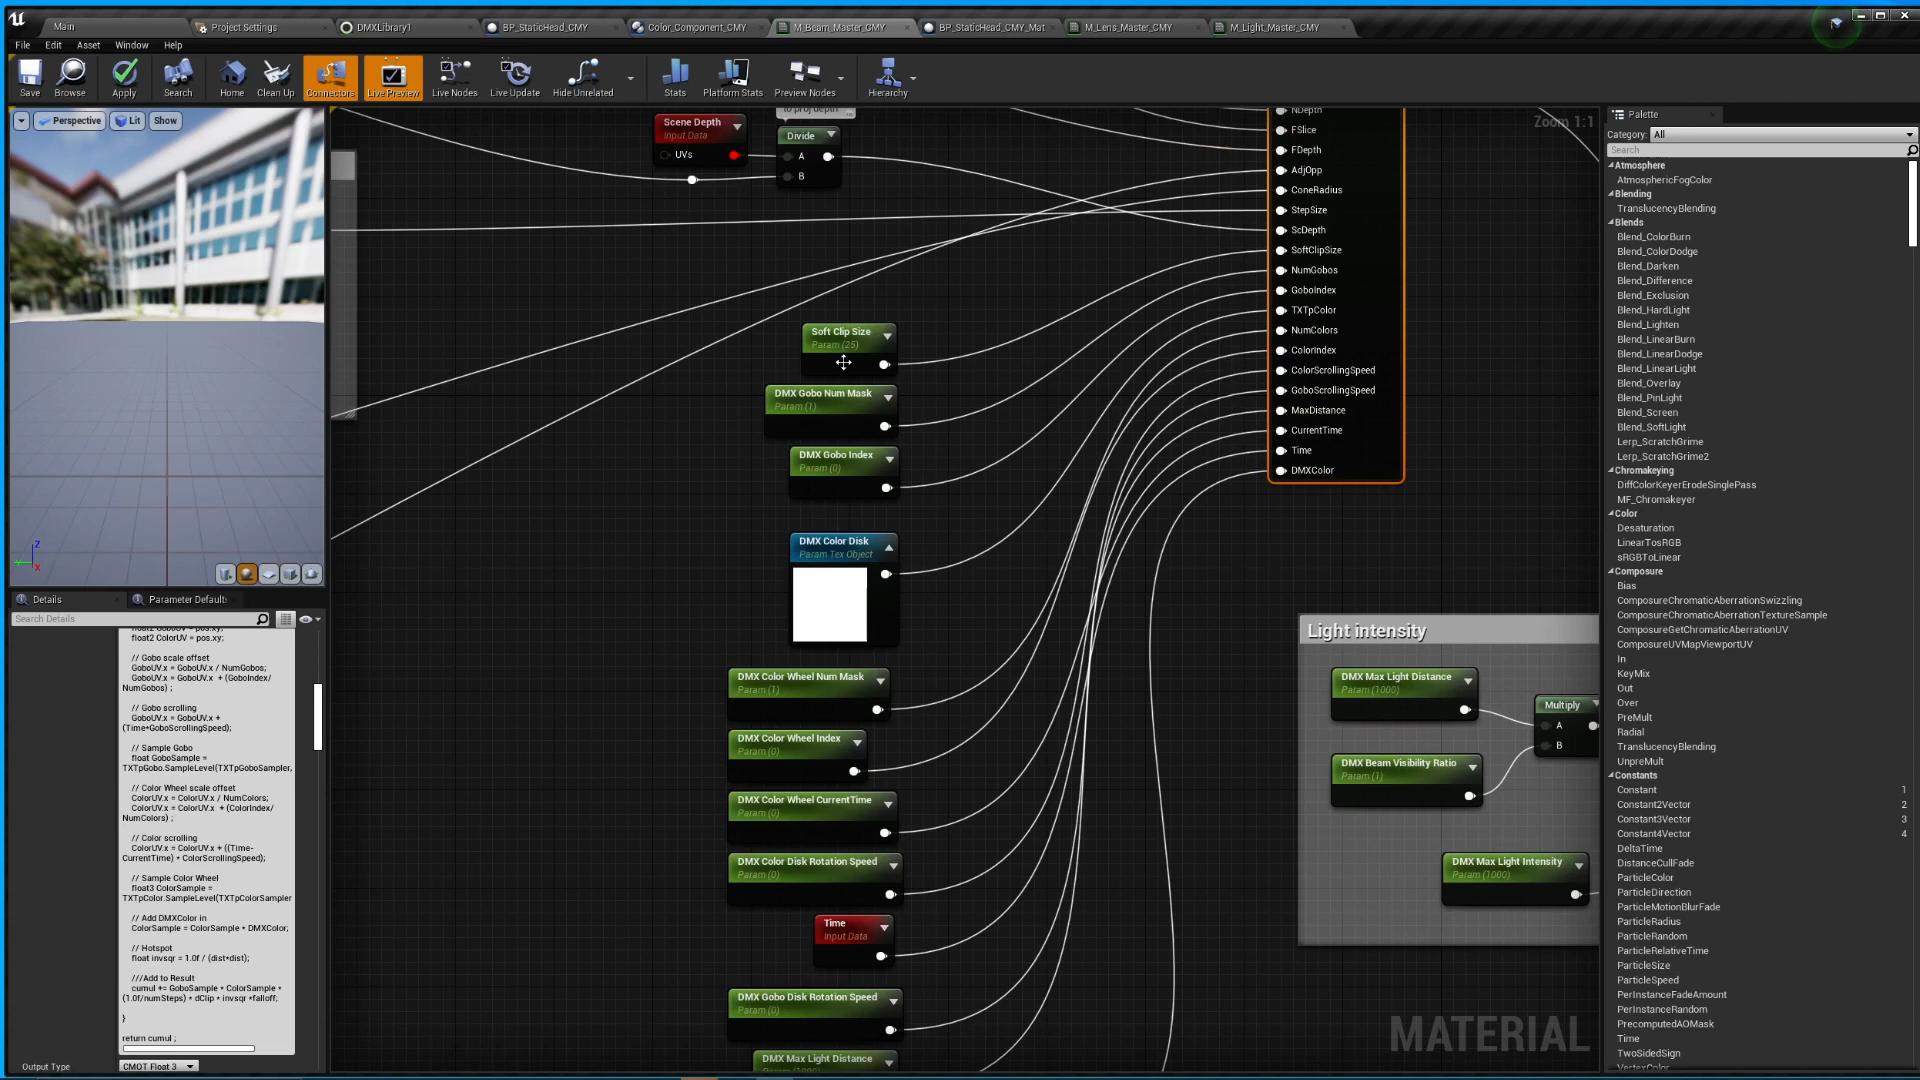 Main
Project Settings
DMXLibrary1
BP_StaticHead_CMY
Color_Component_CMY
M_Beam_Master_CMY
BP_StaticHead_CMY_Mat
M_Lens_Master_CMY
M_Light_Master_CMY
File Edit Asset Window Help
Save
Browse
Apply
Search
Home
Clean Up
Connectors
Live Preview
Live Nodes
Live Update
Hide Unrelated
Stats
Platform Stats
Preview Nodes
Hierarchy
Perspective
Lit
Show
Z
X
Details
Parameter Defaults
Search Details
float2 ColorUV = pos.xy;
// Gobo scale offset
GoboUV.x = GoboUV.x / NumGobos;
GoboUV.x = GoboUV.x + (GoboIndex/
NumGobos) ;
// Gobo scrolling
GoboUV.x = GoboUV.x +
(Time*GoboScrollingSpeed);
// Sample Gobo
float GoboSample =
TXTpGobo.SampleLevel(TXTpGoboSampler,
// Color Wheel scale offset
ColorUV.x = ColorUV.x / NumColors;
ColorUV.x = ColorUV.x + (ColorIndex/
NumColors) ;
// Color scrolling
ColorUV.x = ColorUV.x + ((Time-
CurrentTime) * ColorScrollingSpeed);
// Sample Color Wheel
float3 ColorSample =
TXTpColor.SampleLevel(TXTpColorSampler
// Add DMXColor in
ColorSample = ColorSample * DMXColor;
// Hotspot
float invsqr = 1.0f / (dist*dist);
///Add to Result
cumul += GoboSample * ColorSample *
(1.0f/numSteps) * dClip * invsqr *falloff;
}
return cumul ;
Output Type
CMOT Float 3
Zoom 1:1
Scene Depth
Input Data
UVs
to proj depth
Divide
A
B
Soft Clip Size
Param (25)
DMX Gobo Num Mask
Param (1)
DMX Gobo Index
Param (0)
DMX Color Disk
Param Tex Object
DMX Color Wheel Num Mask
Param (1)
DMX Color Wheel Index
Param (0)
DMX Color Wheel CurrentTime
Param (0)
DMX Color Disk Rotation Speed
Param (0)
Time
Input Data
DMX Gobo Disk Rotation Speed
Param (0)
DMX Max Light Distance
Param (1000)
NDepth
FSlice
FDepth
AdjOpp
ConeRadius
StepSize
ScDepth
SoftClipSize
NumGobos
GoboIndex
TXTpColor
NumColors
ColorIndex
ColorScrollingSpeed
GoboScrollingSpeed
MaxDistance
CurrentTime
Time
DMXColor
Light intensity
DMX Max Light Distance
Param (1000)
Multiply
A
B
DMX Beam Visibility Ratio
Param (1)
DMX Max Light Intensity
Param (1000)
MATERIAL
Palette
Category: All
Search
Atmosphere
AtmosphericFogColor
Blending
TranslucencyBlending
Blends
Blend_ColorBurn
Blend_ColorDodge
Blend_Darken
Blend_Difference
Blend_Exclusion
Blend_HardLight
Blend_Lighten
Blend_LinearBurn
Blend_LinearDodge
Blend_LinearLight
Blend_Overlay
Blend_PinLight
Blend_Screen
Blend_SoftLight
Lerp_ScratchGrime
Lerp_ScratchGrime2
Chromakeying
DiffColorKeyerErodeSinglePass
MF_Chromakeyer
Color
Desaturation
LinearTosRGB
sRGBToLinear
Composure
Bias
ComposureChromaticAberrationSwizzling
ComposureChromaticAberrationTextureSample
ComposureGetChromaticAberrationUV
ComposureUVMapViewportUV
In
KeyMix
Out
Over
PreMult
Radial
TranslucencyBlending
UnpreMult
Constants
Constant 1
Constant2Vector 2
Constant3Vector 3
Constant4Vector 4
DeltaTime
DistanceCullFade
ParticleColor
ParticleDirection
ParticleMotionBlurFade
ParticleRadius
ParticleRandom
ParticleRelativeTime
ParticleSize
ParticleSpeed
PerInstanceFadeAmount
PerInstanceRandom
PrecomputedAOMask
Time
TwoSidedSign
VertexColor